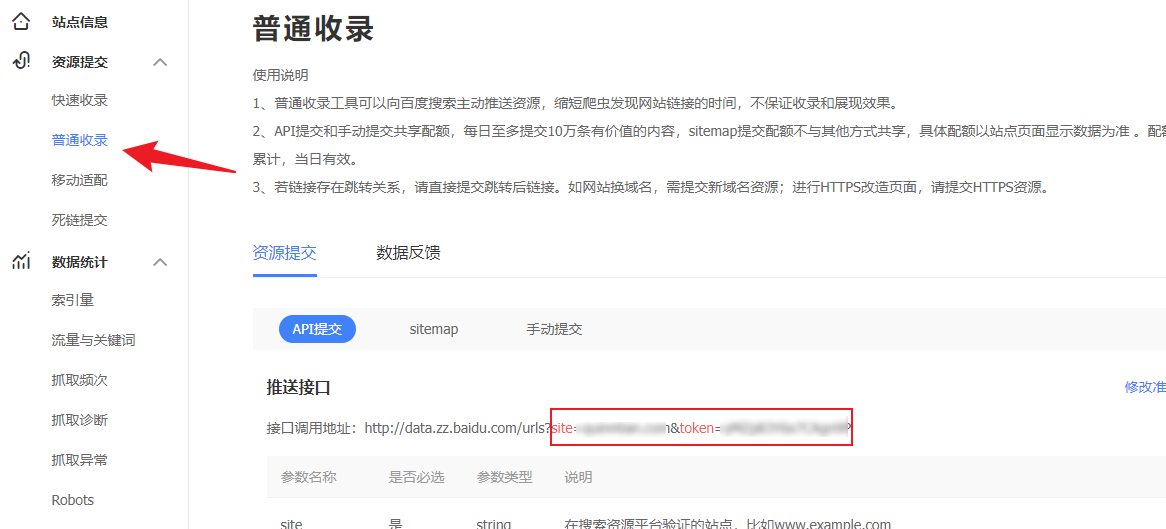 站点信息
资源提交
快速收录
普通收录
移动适配
死链提交
数据统计
索引量
流量与关键词
抓取频次
抓取诊断
抓取异常
Robots
普通收录
使用说明
1、普通收录工具可以向百度搜索主动推送资源，缩短爬虫发现网站链接的时间，不保证收录和展现效果。
2、API提交和手动提交共享配额，每日至多提交10万条有价值的内容，sitemap提交配额不与其他方式共享，具体配额以站点页面显示数据为准 。配
累计，当日有效。
3、若链接存在跳转关系，请直接提交跳转后链接。如网站换域名，需提交新域名资源；进行HTTPS改造页面，请提交HTTPS资源。
资源提交 数据反馈
API提交 sitemap 手动提交
推送接口 修改准
接口调用地址：http://data.zz.baidu.com/urls?site= &token=
参数名称 是否必选 参数类型 说明
site 是 string 在搜索资源平台验证的站点，比如www.example.com